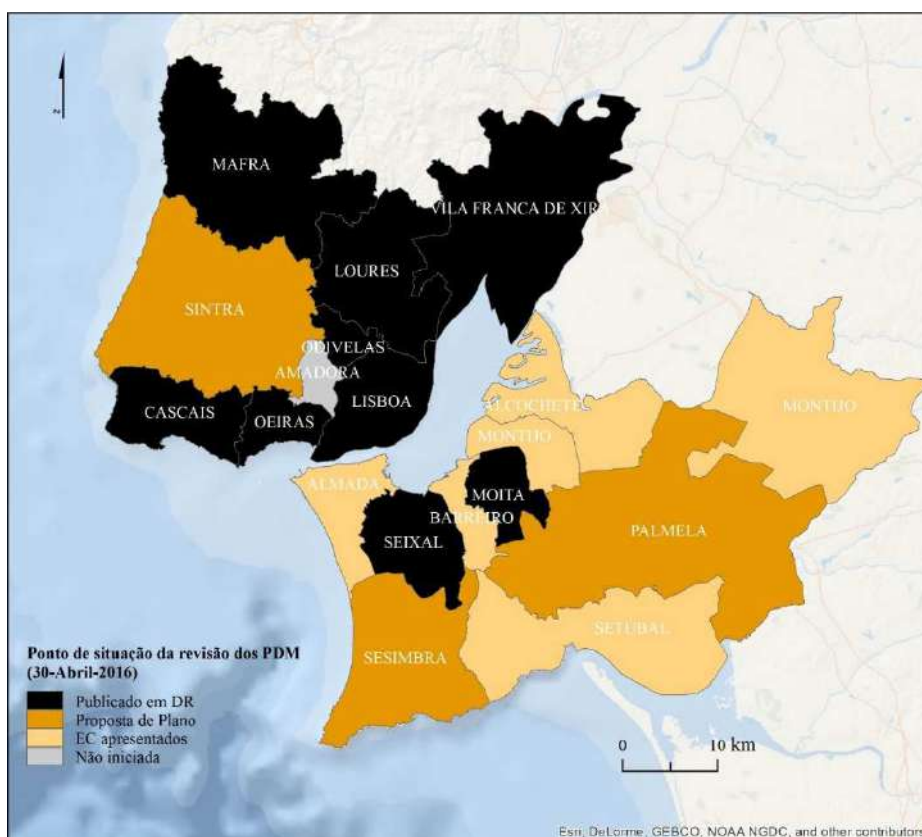 MAFRA
VILA FRANCA DE XIRA
LOURES
SINTRA
ODIVELAS
AMADORA
LISBOA
CASCAIS
OEIRAS
ALCOCHETE
MONTIJO
MONTIJO
ALMADA
MOITA
BARREIRO
SEIXAL
PALMELA
SETUBAL
SESIMBRA
Ponto de situação da revisão dos PDM
(30-Abril-2016)
Publicado em DR
Proposta de Plano
EC apresentados
Não iniciada
0 10 km
Esri, DeLorme, GEBCO, NOAA NGDC, and other contributors